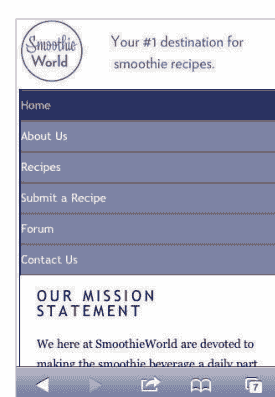 Smoothie
World
Your #1 destination for
smoothie recipes.
Home
About Us
Recipes
Submit a Recipe
Forum
Contact Us
OUR MISSION
STATEMENT
We here at SmoothieWorld are devoted to
making the smoothie beverage a daily part
7